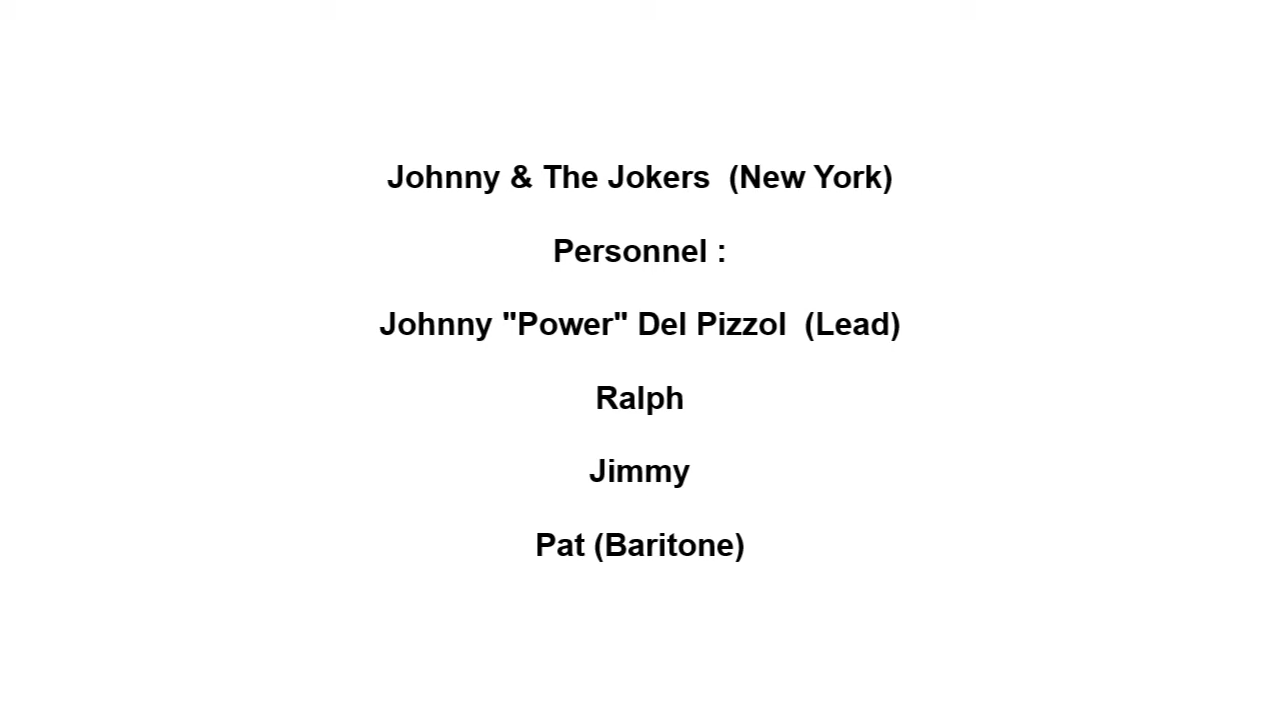 Johnny & The Jokers  (New York)
Personnel :
Johnny "Power" Del Pizzol  (Lead)
Ralph
Jimmy
Pat (Baritone)